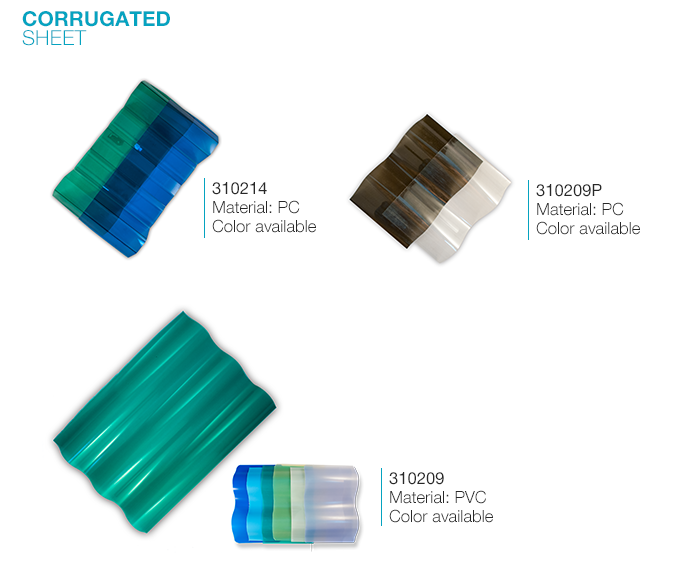 CORRUGATED
SHEET
310214
Material: PC
Color available
310209P
Material: PC
Color available
310209
Material: PVC
Color available